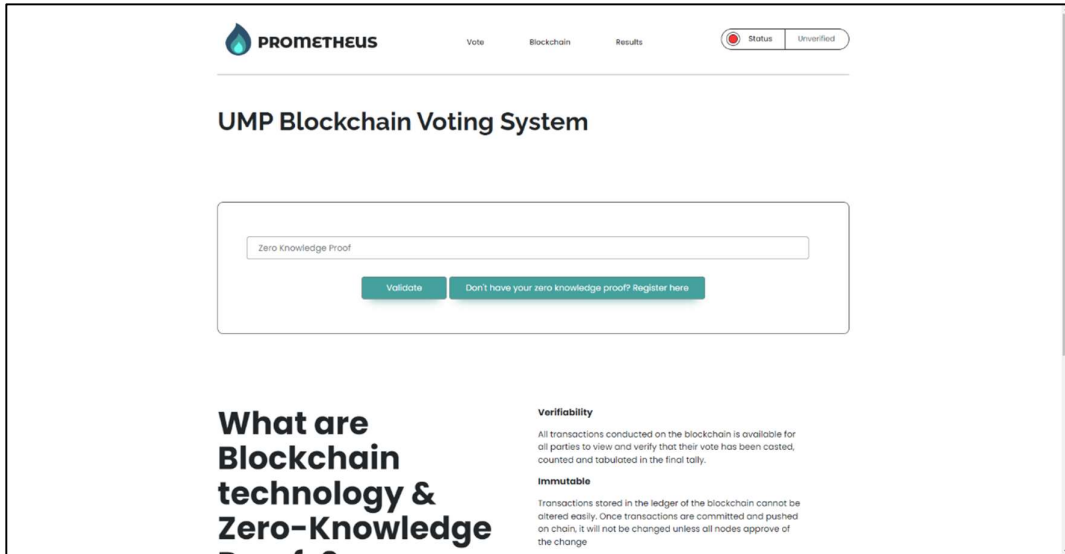 PROMETHEUS
Vote
Blockchain
Results
Status
Unverified
UMP Blockchain Voting System
Zero Knowledge Proof
Validate
Don't have your zero knowledge proof? Register here
What are
Blockchain
technology &
Zero-Knowledge
Verifiability
All transactions conducted on the blockchain is available for
all parties to view and verify that their vote has been casted,
counted and tabulated in the final tally.
Immutable
Transactions stored in the ledger of the blockchain cannot be
altered easily. Once transactions are committed and pushed
on chain, it will not be changed unless all nodes approve of
the change